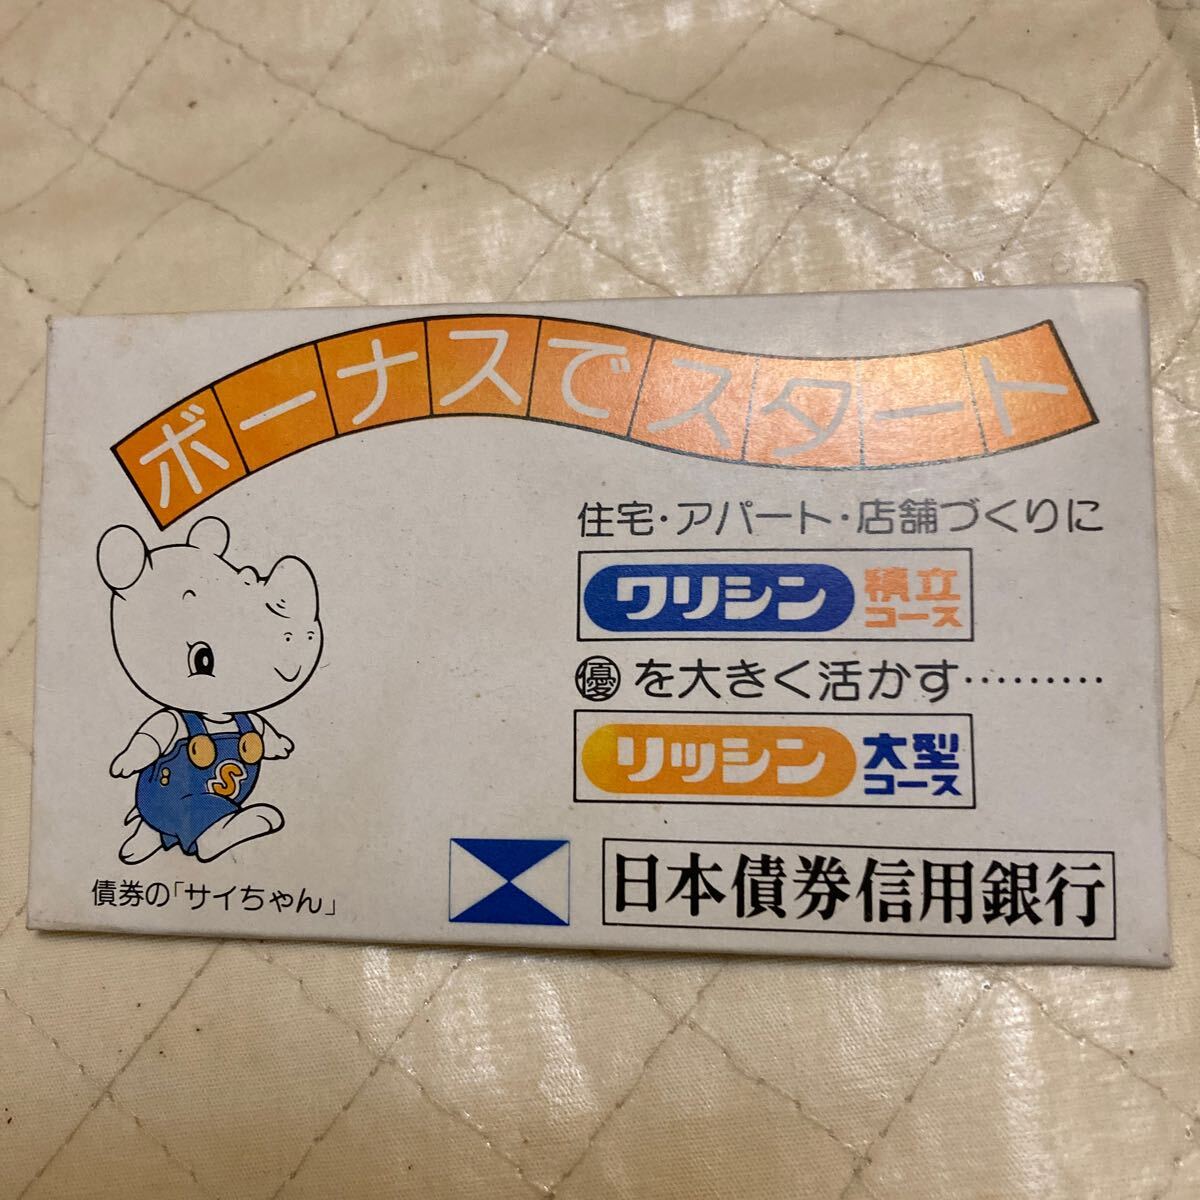 ボーナスでスタート
住宅・アパート・店舗づくりに
ワリシン 積立コース
優を大きく活かす………
リッシン 大型コース
S
債券の「サイちゃん」
日本債券信用銀行